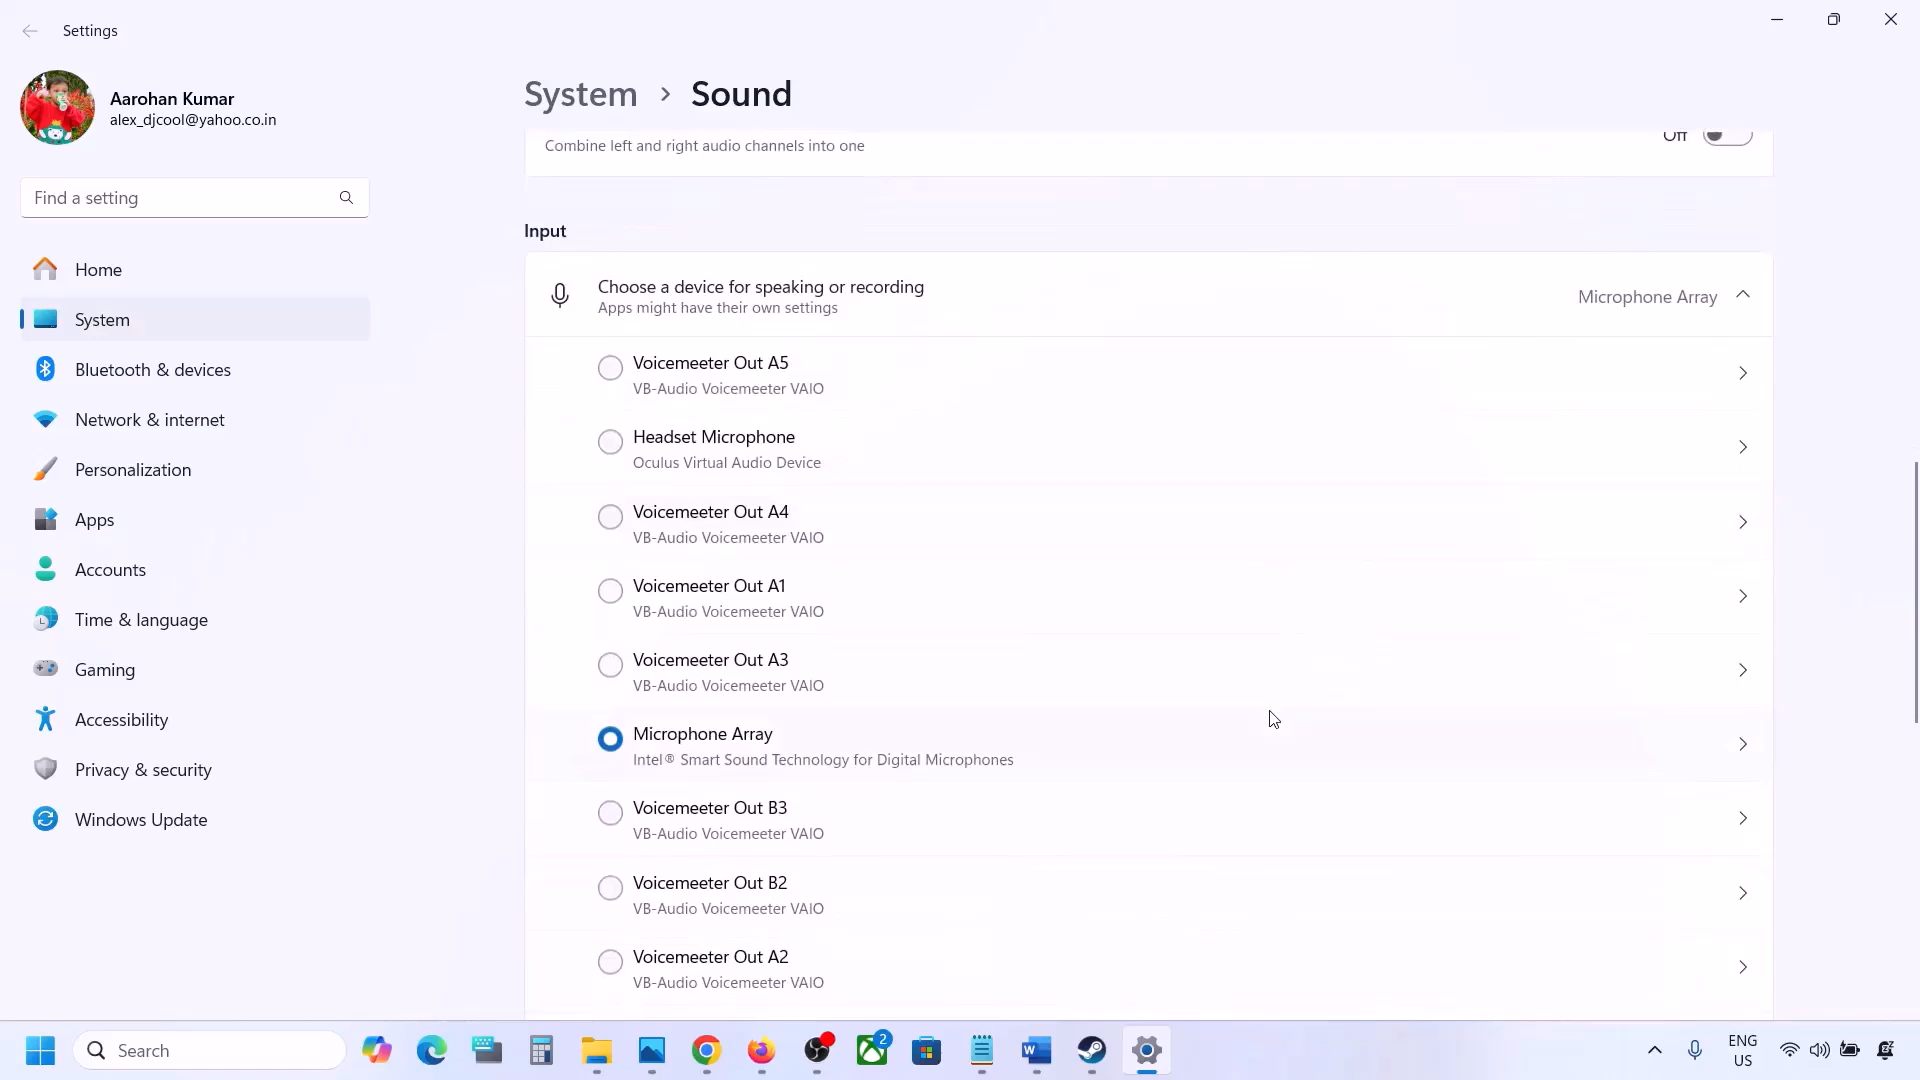 Settings
Aarohan Kumar
alex_djcool@yahoo.co.in
Find a setting
Home
System
Bluetooth & devices
Network & internet
Personalization
Apps
Accounts
Time & language
Gaming
Accessibility
Privacy & security
Windows Update
System > Sound
Combine left and right audio channels into one
Off
Input
Choose a device for speaking or recording
Apps might have their own settings
Microphone Array
Voicemeeter Out A5
VB-Audio Voicemeeter VAIO
Headset Microphone
Oculus Virtual Audio Device
Voicemeeter Out A4
VB-Audio Voicemeeter VAIO
Voicemeeter Out A1
VB-Audio Voicemeeter VAIO
Voicemeeter Out A3
VB-Audio Voicemeeter VAIO
Microphone Array
Intel® Smart Sound Technology for Digital Microphones
Voicemeeter Out B3
VB-Audio Voicemeeter VAIO
Voicemeeter Out B2
VB-Audio Voicemeeter VAIO
Voicemeeter Out A2
VB-Audio Voicemeeter VAIO
Search
2
ENG
US